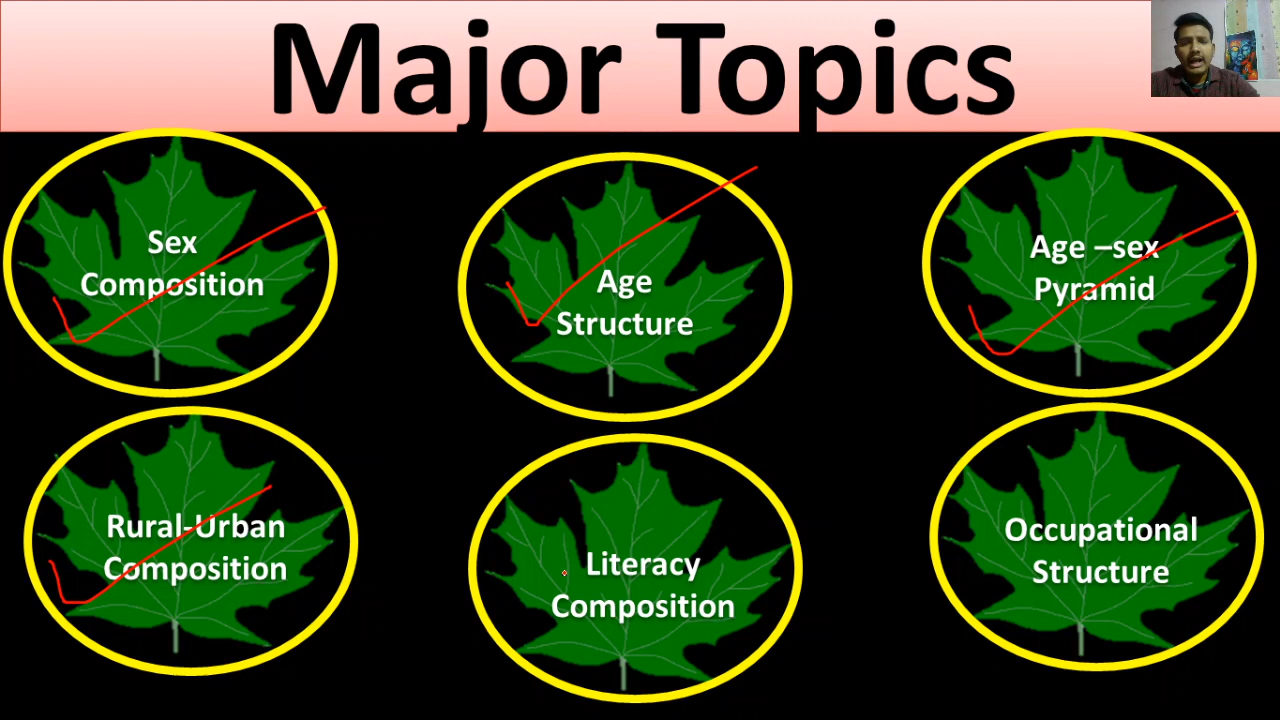 Major Topics
Sex
Composition
Age
Structure
Age –sex
Pyramid
Rural-Urban
Composition
Literacy
Composition
Occupational
Structure